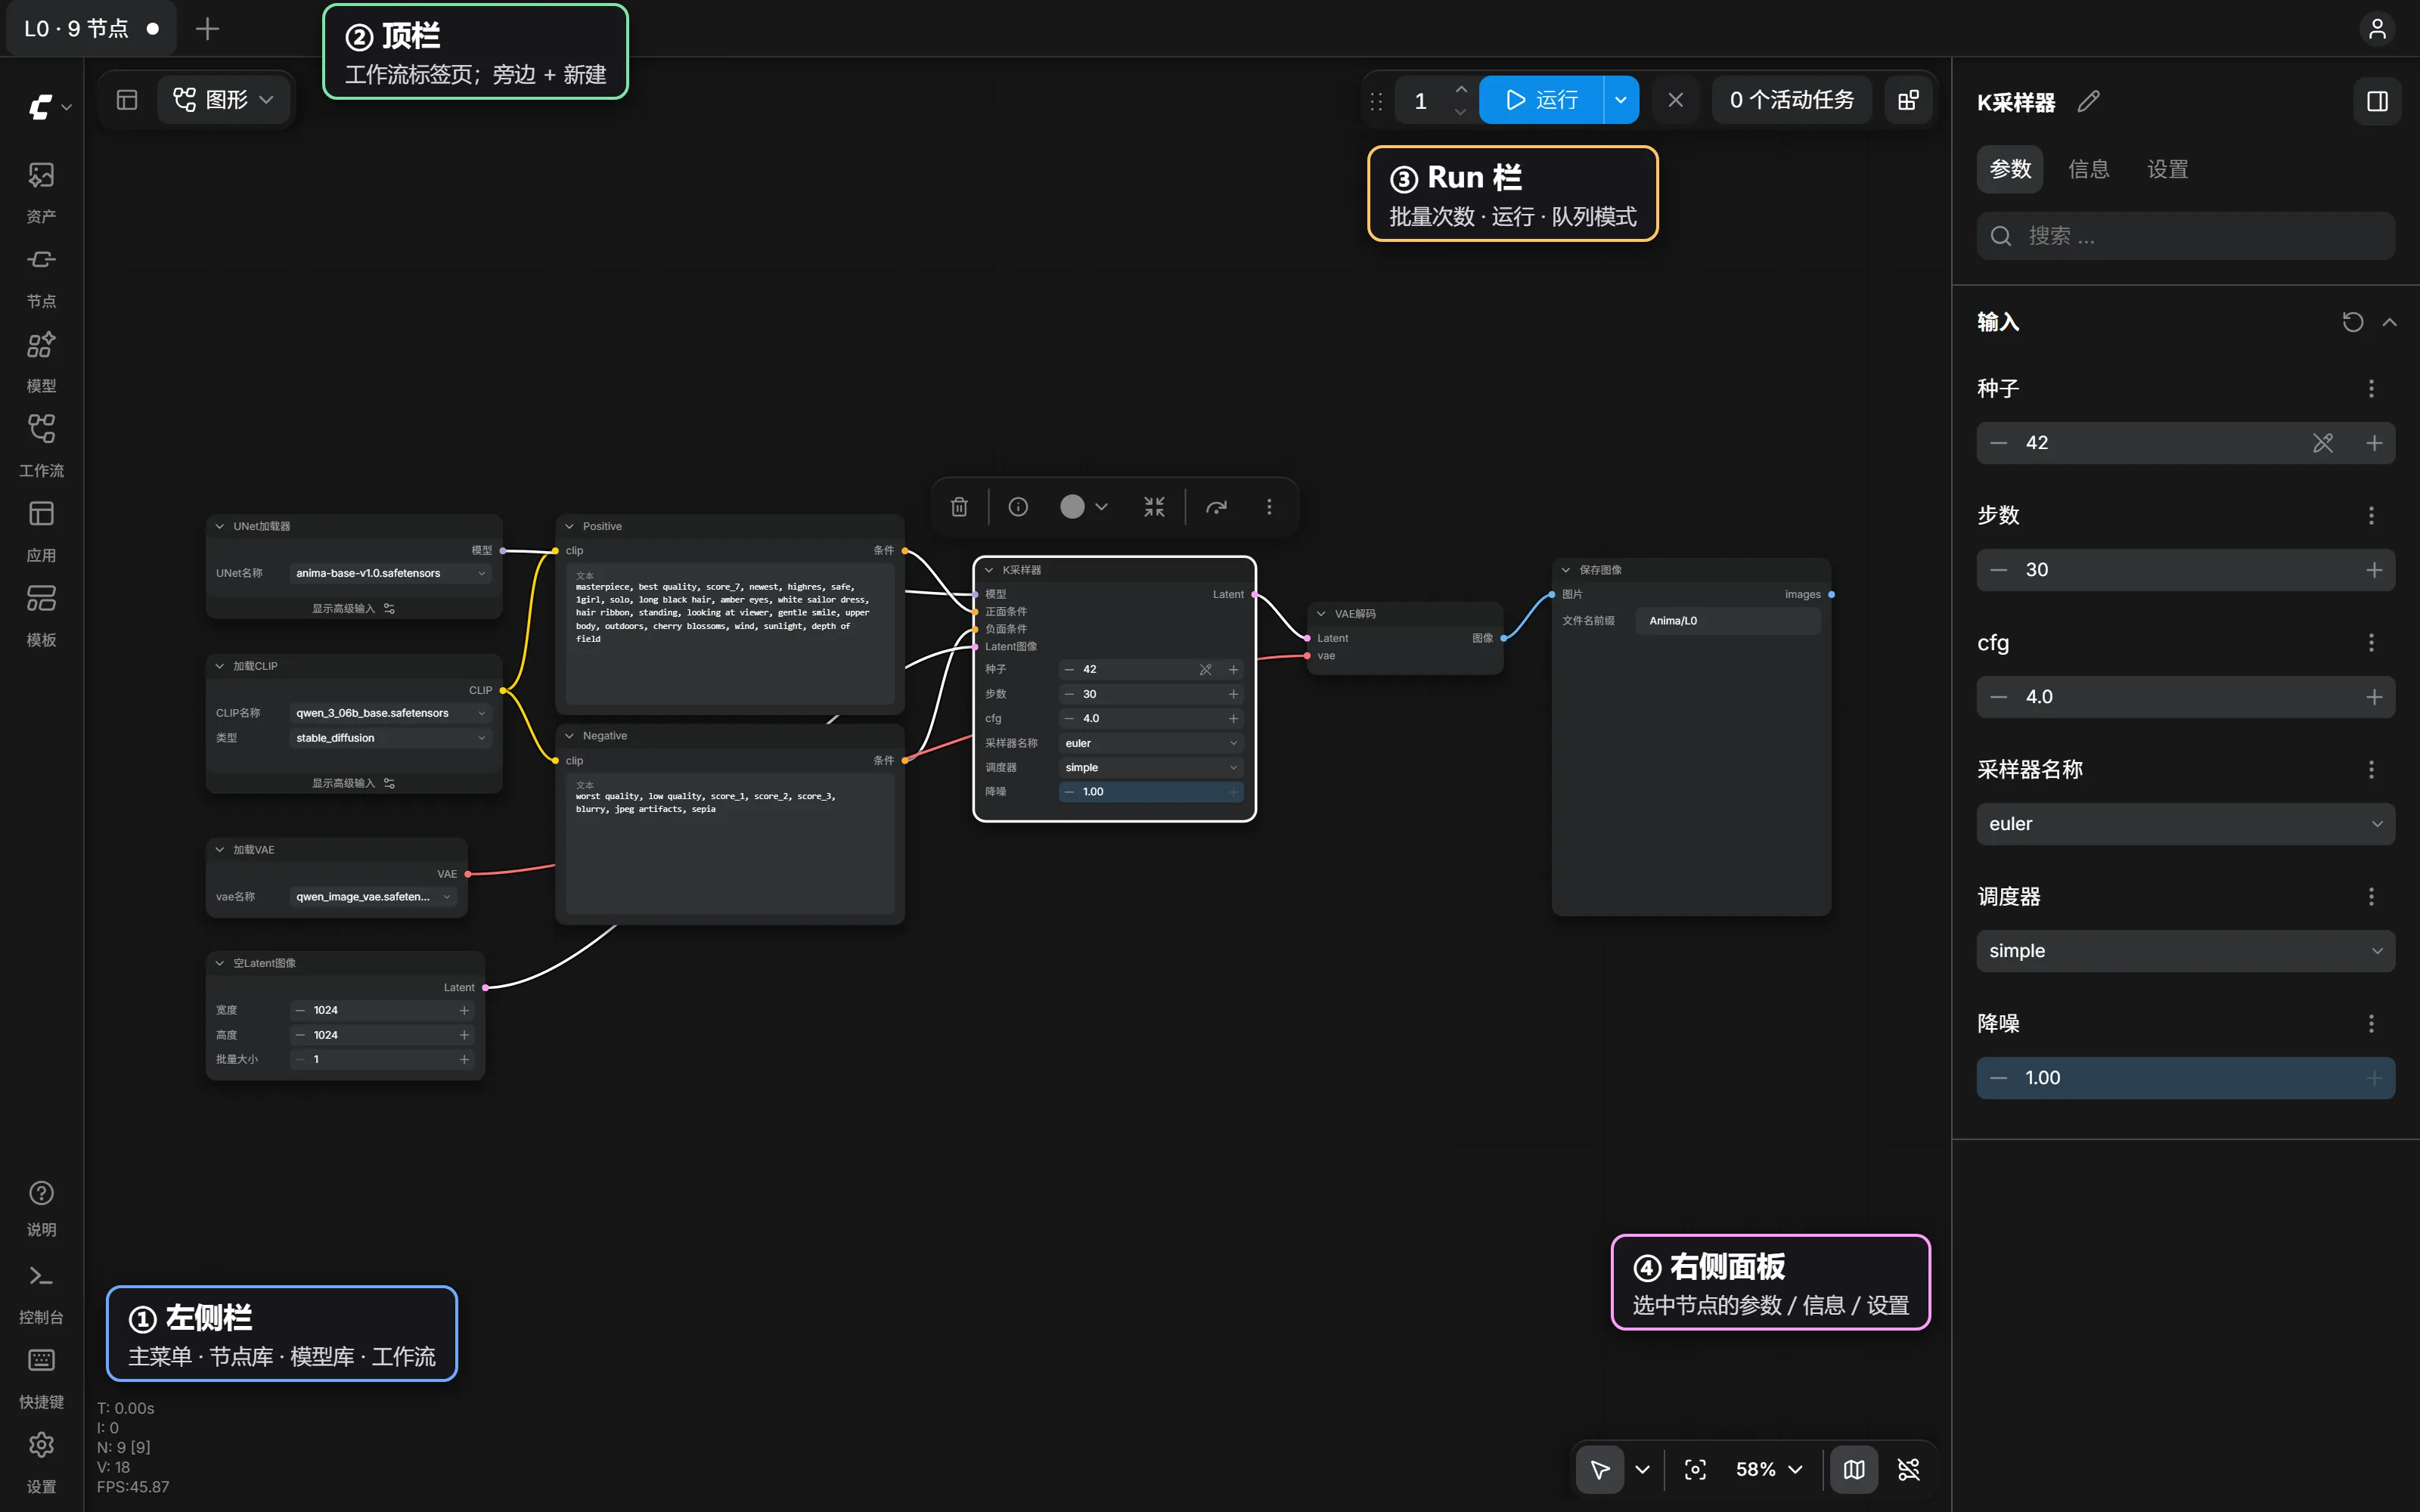 L0 · 9 节点
② 顶栏
工作流标签页；旁边 + 新建
图形
1
运行
0 个活动任务
③ Run 栏
批量次数 · 运行 · 队列模式
资产
节点
模型
工作流
应用
模板
说明
控制台
快捷键
设置
UNet加载器
模型
UNet名称
anima-base-v1.0.safetensors
显示高级输入
加载CLIP
CLIP
CLIP名称
qwen_3_06b_base.safetensors
类型
stable_diffusion
显示高级输入
加载VAE
VAE
vae名称
qwen_image_vae.safeten...
空Latent图像
Latent
宽度
1024
高度
1024
批量大小
1
Positive
clip
条件
文本
masterpiece, best quality, score_7, newest, highres, safe,
1girl, solo, long black hair, amber eyes, white sailor dress,
hair ribbon, standing, looking at viewer, gentle smile, upper
body, outdoors, cherry blossoms, wind, sunlight, depth of
field
Negative
clip
条件
文本
worst quality, low quality, score_1, score_2, score_3,
blurry, jpeg artifacts, sepia
K采样器
模型
Latent
正面条件
负面条件
Latent图像
种子
42
步数
30
cfg
4.0
采样器名称
euler
调度器
simple
降噪
1.00
VAE解码
Latent
图像
vae
保存图像
图片
images
文件名前缀
Anima/L0
① 左侧栏
主菜单 · 节点库 · 模型库 · 工作流
T: 0.00s
I: 0
N: 9 [9]
V: 18
FPS:45.87
④ 右侧面板
选中节点的参数 / 信息 / 设置
58%
K采样器
参数
信息
设置
搜索 ...
输入
种子
42
步数
30
cfg
4.0
采样器名称
euler
调度器
simple
降噪
1.00